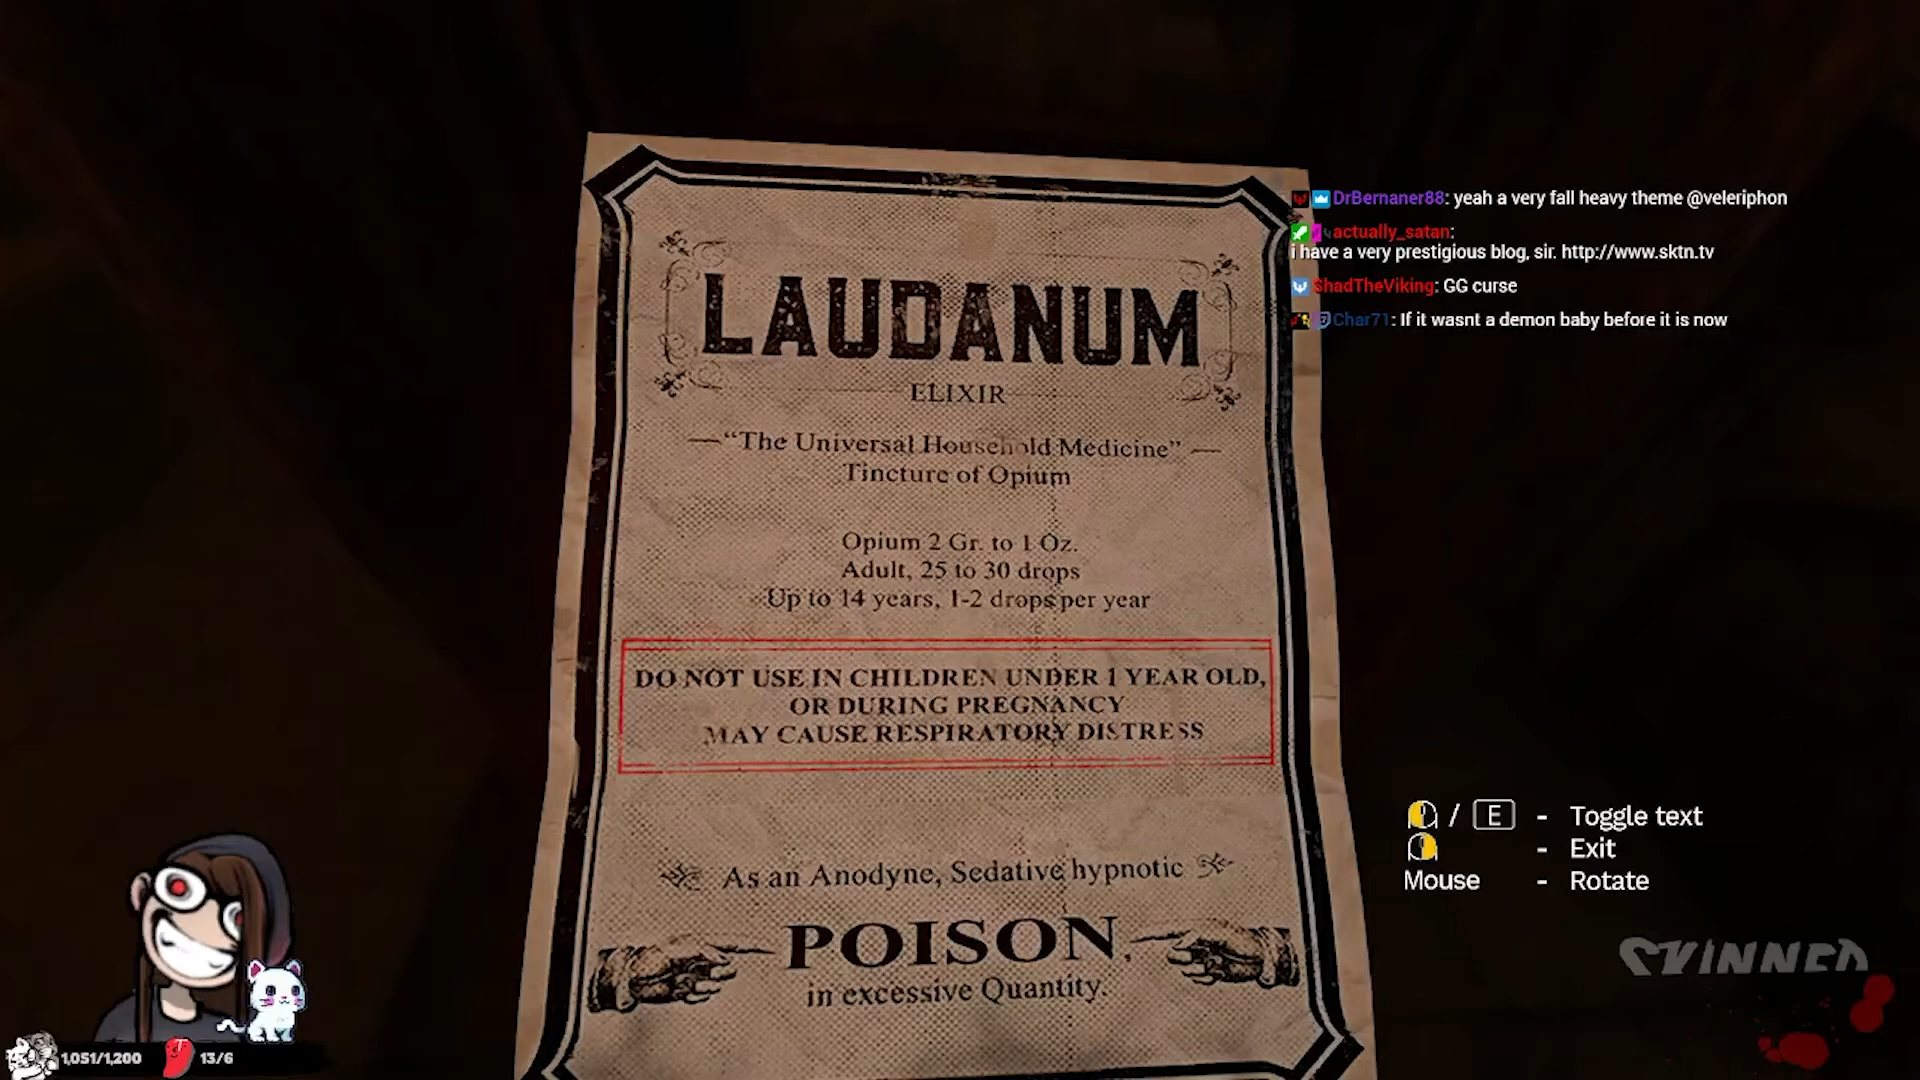 LAUDANUM
ELIXIR
—“The Universal Household Medicine”—
Tincture of Opium
Opium 2 Gr. to 1 Oz.
Adult, 25 to 30 drops
Up to 14 years, 1-2 drops per year
DO NOT USE IN CHILDREN UNDER 1 YEAR OLD,
OR DURING PREGNANCY
MAY CAUSE RESPIRATORY DISTRESS
As an Anodyne, Sedative hypnotic
POISON,
in excessive Quantity.
DrBernaner88: yeah a very fall heavy theme @veleriphon
actually_satan:
i have a very prestigious blog, sir. http://www.sktn.tv
ShadTheViking: GG curse
Char71: If it wasnt a demon baby before it is now
/ E - Toggle text
- Exit
Mouse - Rotate
1,051/1,200 13/6